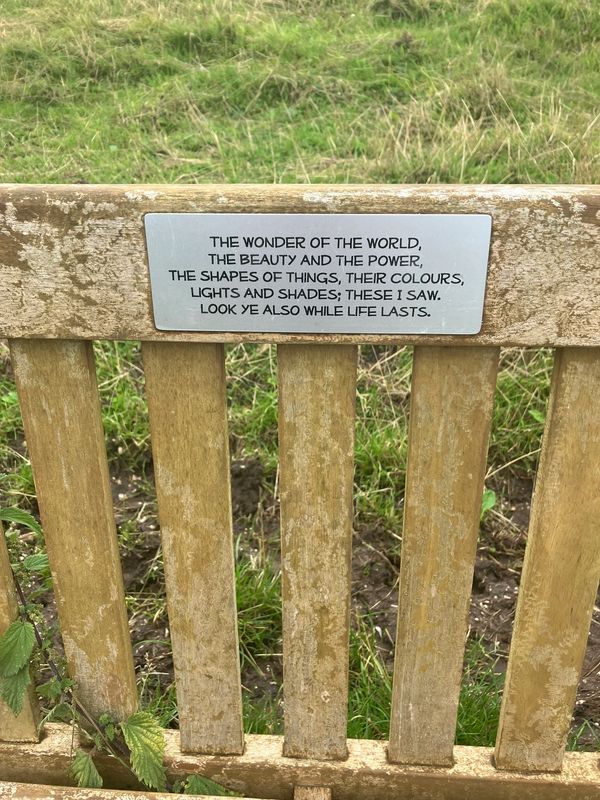 THE WONDER OF THE WORLD,
THE BEAUTY AND THE POWER,
THE SHAPES OF THINGS, THEIR COLOURS,
LIGHTS AND SHADES; THESE I SAW.
LOOK YE ALSO WHILE LIFE LASTS.